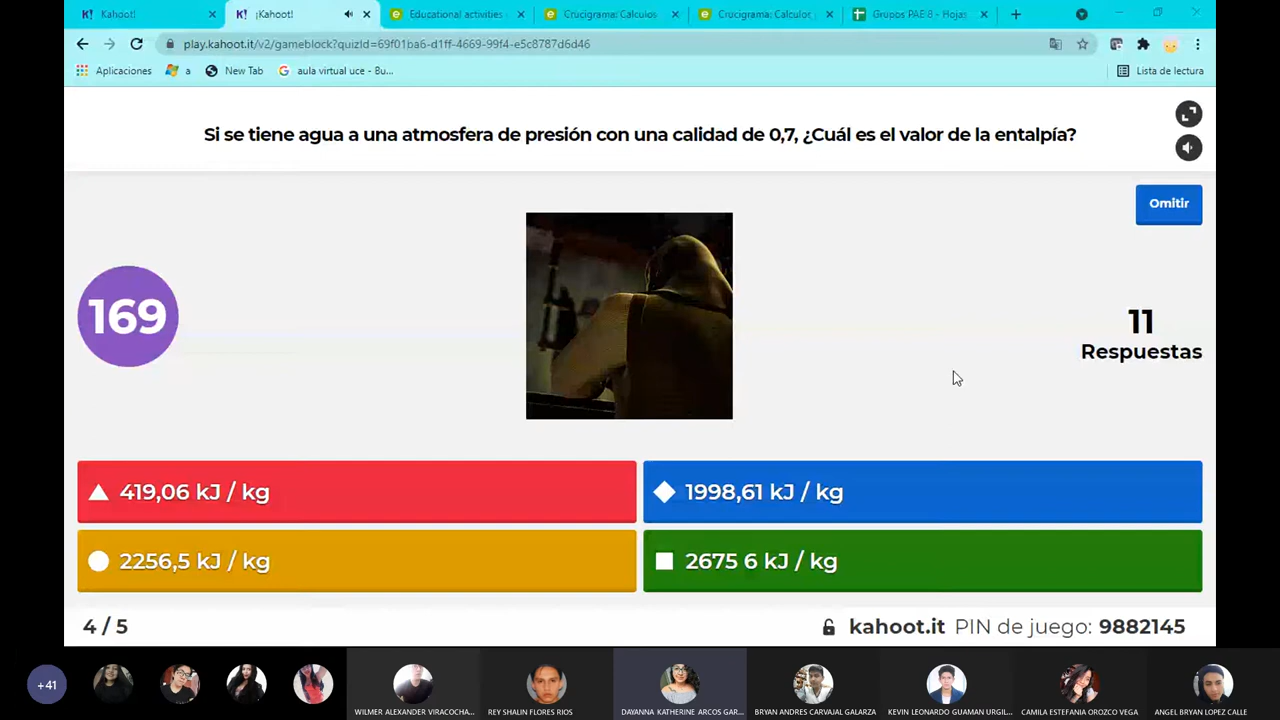 Kahoot!
¡Kahoot!
Educational activities
Crucigrama: Cálculos
Crucigrama: Calculor
Grupos PAE 8 - Hojas
play.kahoot.it/v2/gameblock?quizId=69f01ba6-d1ff-4669-99f4-e5c8787d6d46
Aplicaciones
a
New Tab
aula virtual uce - Bu...
Lista de lectura
Si se tiene agua a una atmosfera de presión con una calidad de 0,7, ¿Cuál es el valor de la entalpía?
Omitir
169
11
Respuestas
419,06 kJ / kg
1998,61 kJ / kg
2256,5 kJ / kg
2675 6 kJ / kg
4 / 5
kahoot.it PIN de juego: 9882145
+41
WILMER ALEXANDER VIRACOCHA...
REY SHALIN FLORES RIOS
DAYANNA KATHERINE ARCOS GAR...
BRYAN ANDRES CARVAJAL GALARZA
KEVIN LEONARDO GUAMAN URGIL...
CAMILA ESTEFANIA OROZCO VEGA
ANGEL BRYAN LOPEZ CALLE